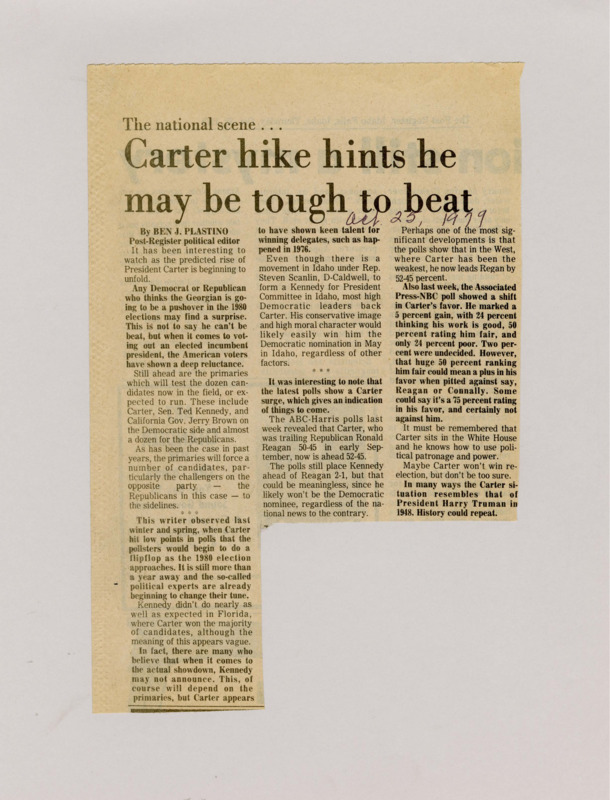 The national scene . . .
Carter hike hints he
may be tough to beat
Oct 25, 1979
By BEN J. PLASTINO
Post-Register political editor
It has been interesting to
watch as the predicted rise of
President Carter is beginning to
unfold.
Any Democrat or Republican
who thinks the Georgian is go-
ing to be a pushover in the 1980
elections may find a surprise.
This is not to say he can't be
beat, but when it comes to vot-
ing out an elected incumbent
president, the American voters
have shown a deep reluctance.
Still ahead are the primaries
which will test the dozen can-
didates now in the field, or ex-
pected to run. These include
Carter, Sen. Ted Kennedy, and
California Gov. Jerry Brown on
the Democratic side and almost
a dozen for the Republicans.
As has been the case in past
years, the primaries will force a
number of candidates, par-
ticularly the challengers on the
opposite party — the
Republicans in this case — to
the sidelines.
* * *
This writer observed last
winter and spring, when Carter
hit low points in polls that the
pollsters would begin to do a
flipflop as the 1980 election
approaches. It is still more than
a year away and the so-called
political experts are already
beginning to change their tune.
Kennedy didn't do nearly as
well as expected in Florida,
where Carter won the majority
of candidates, although the
meaning of this appears vague.
In fact, there are many who
believe that when it comes to
the actual showdown, Kennedy
may not announce. This, of
course will depend on the
primaries, but Carter appears
to have shown keen talent for
winning delegates, such as hap-
pened in 1976.
Even though there is a
movement in Idaho under Rep.
Steven Scanlin, D-Caldwell, to
form a Kennedy for President
Committee in Idaho, most high
Democratic leaders back
Carter. His conservative image
and high moral character would
likely easily win him the
Democratic nomination in May
in Idaho, regardless of other
factors.
* * *
It was interesting to note that
the latest polls show a Carter
surge, which gives an indication
of things to come.
The ABC-Harris polls last
week revealed that Carter, who
was trailing Republican Ronald
Reagan 50-45 in early Sep-
tember, now is ahead 52-45.
The polls still place Kennedy
ahead of Reagan 2-1, but that
could be meaningless, since he
likely won't be the Democratic
nominee, regardless of the na-
tional news to the contrary.
Perhaps one of the most sig-
nificant developments is that
the polls show that in the West,
where Carter has been the
weakest, he now leads Regan by
52-45 percent.
Also last week, the Associated
Press-NBC poll showed a shift
in Carter's favor. He marked a
5 percent gain, with 24 percent
thinking his work is good, 50
percent rating him fair, and
only 24 percent poor. Two per-
cent were undecided. However,
that huge 50 percent ranking
him fair could mean a plus in his
favor when pitted against say,
Reagan or Connally. Some
could say it's a 75 percent rating
in his favor, and certainly not
against him.
It must be remembered that
Carter sits in the White House
and he knows how to use poli-
tical patronage and power.
Maybe Carter won't win re-
election, but don't be too sure.
In many ways the Carter si-
tuation resembles that of
President Harry Truman in
1948. History could repeat.